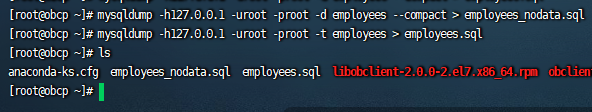 [root@obcp ~]# mysqldump -h127.0.0.1 -uroot -proot -d employees --compact > employees_nodata.sql
[root@obcp ~]# mysqldump -h127.0.0.1 -uroot -proot -t employees > employees.sql
[root@obcp ~]# ls
anaconda-ks.cfg employees_nodata.sql employees.sql libobclient-2.0.0-2.el7.x86_64.rpm obclien
[root@obcp ~]#